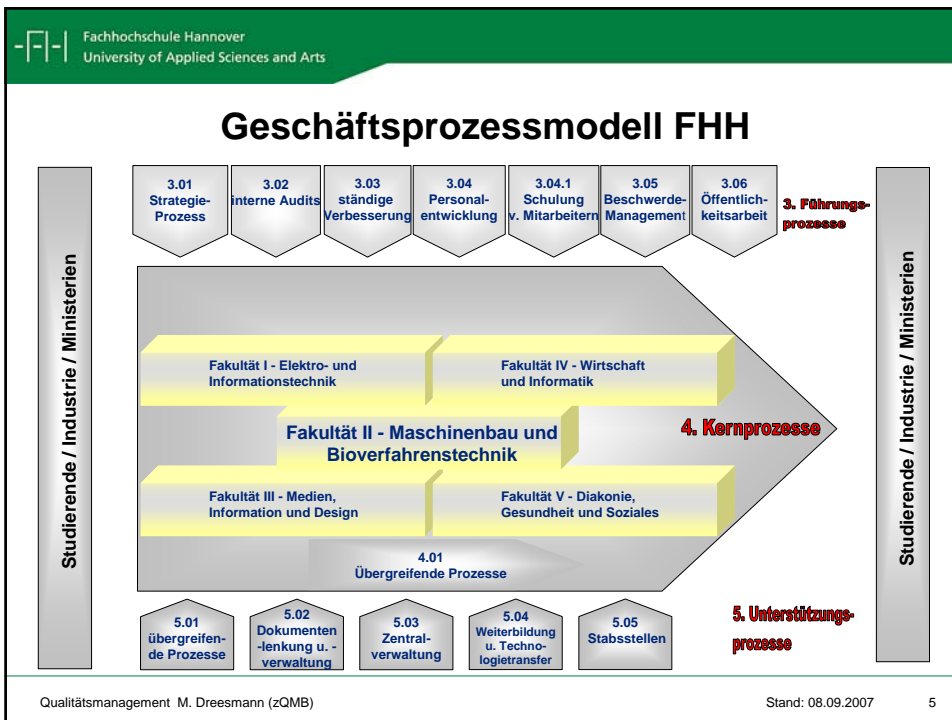 -F-H-
Fachhochschule Hannover
University of Applied Sciences and Arts
Geschäftsprozessmodell FHH
Studierende / Industrie / Ministerien
3.01
Strategie-
Prozess
3.02
interne Audits
3.03
ständige
Verbesserung
3.04
Personal-
entwicklung
3.04.1
Schulung
v. Mitarbeitern
3.05
Beschwerde-
Management
3.06
Öffentlich-
keitsarbeit
3. Führungs-
prozesse
Fakultät I - Elektro- und
Informationstechnik
Fakultät IV - Wirtschaft
und Informatik
Fakultät II - Maschinenbau und
Bioverfahrenstechnik
4. Kernprozesse
Fakultät III - Medien,
Information und Design
Fakultät V - Diakonie,
Gesundheit und Soziales
4.01
Übergreifende Prozesse
5.01
übergreifen-
de Prozesse
5.02
Dokumenten
-lenkung u. -
verwaltung
5.03
Zentral-
verwaltung
5.04
Weiterbildung
u. Techno-
logietransfer
5.05
Stabsstellen
5. Unterstützungs-
prozesse
Studierende / Industrie / Ministerien
Qualitätsmanagement M. Dreesmann (zQMB)
Stand: 08.09.2007
5